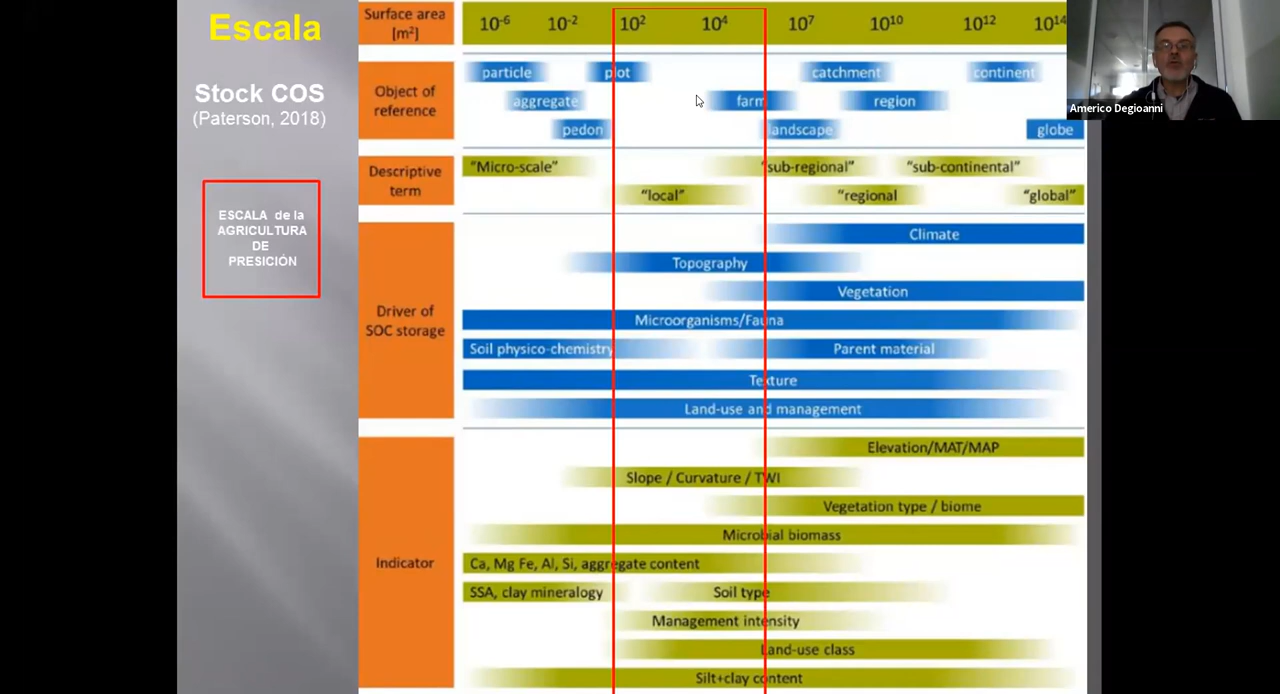 Escala
Stock COS
(Paterson, 2018)
ESCALA de la
AGRICULTURA
DE
PRESICIÓN
Surface area
[m²]
10⁻⁶ 10⁻² 10² 10⁴ 10⁷ 10¹⁰ 10¹² 10¹⁴
Americo Degioanni
Object of
reference
particle plot catchment continent
aggregate farm region
pedon landscape globe
Descriptive
term
“Micro-scale” “sub-regional” “sub-continental”
“local” “regional “global”
Driver of
SOC storage
Climate
Topography
Vegetation
Microorganisms/Fauna
Soil physico-chemistry Parent material
Texture
Land-use and management
Indicator
Elevation/MAT/MAP
Slope / Curvature / TWI
Vegetation type / biome
Microbial biomass
Ca, Mg Fe, Al, Si, aggregate content
SSA, clay mineralogy Soil type
Management intensity
Land-use class
Silt+clay content